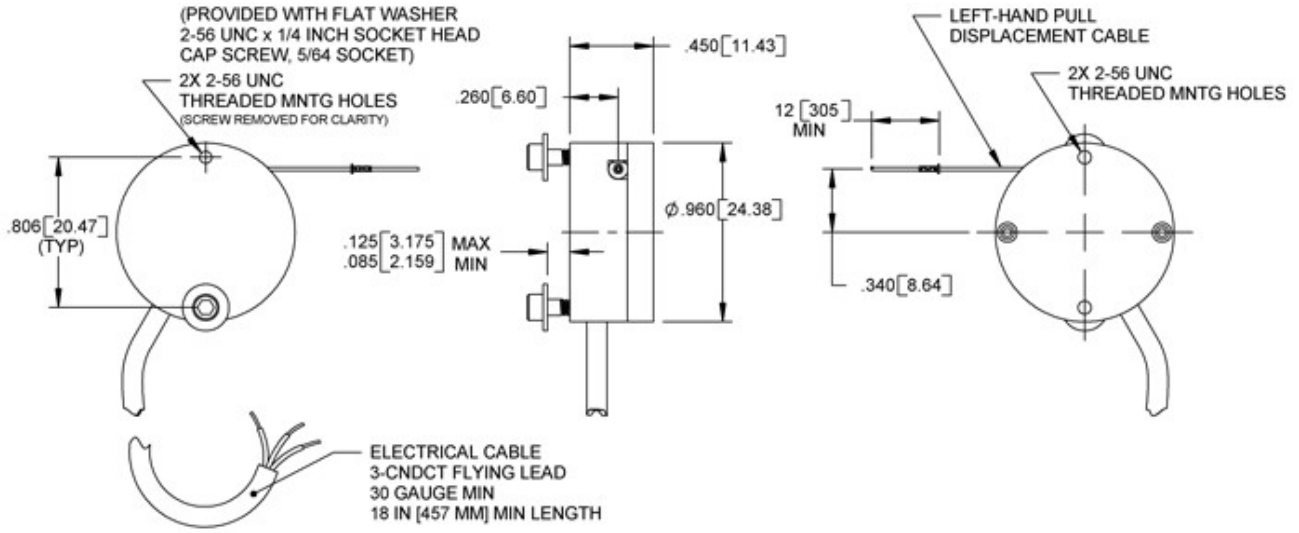 (PROVIDED WITH FLAT WASHER
2-56 UNC x 1/4 INCH SOCKET HEAD
CAP SCREW, 5/64 SOCKET)
2X 2-56 UNC
THREADED MNTG HOLES
(SCREW REMOVED FOR CLARITY)
.806[20.47]
(TYP)
ELECTRICAL CABLE
3-CNDCT FLYING LEAD
30 GAUGE MIN
18 IN [457 MM] MIN LENGTH
.450[11.43]
.260[6.60]
Ø.960[24.38]
.125[3.175] MAX
.085[2.159] MIN
LEFT-HAND PULL
DISPLACEMENT CABLE
2X 2-56 UNC
THREADED MNTG HOLES
12 [305]
MIN
.340[8.64]